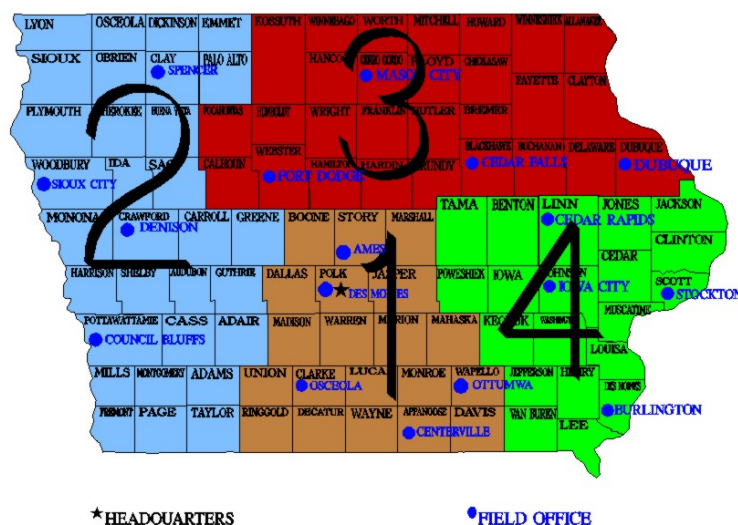 LYON OSCEOLA DICKINSON EMMET KOSSUTH WINNEBAGO WORTH MITCHELL HOWARD WINNESHIEK ALLAMAKEE
SIOUX OBRIEN CLAY PALO ALTO HANCO CERRO GORDO FLOYD CHICKASAW
SPENCER MASON CITY
3
FAYETTE CLAYTON
PLYMOUTH CHEROKEE BUENA VISTA POCAHONTAS HUMBOLDT WRIGHT FRANKLIN BUTLER BREMER
2
WEBSTER BLACKHAWK BUCHANAN DELAWARE DUBUQUE
WOODBURY IDA SAC CALHOUN HAMILTON HARDIN GRUNDY CEDAR FALLS DUBUQUE
SIOUX CITY FORT DODGE
TAMA BENTON LINN JONES JACKSON
MONONA CRAWFORD CARROLL GREENE BOONE STORY MARSHALL CEDAR RAPIDS
DENISON CLINTON
AMES CEDAR
HARRISON SHELBY AUDUBON GUTHRIE DALLAS POLK JASPER POWESHIEK IOWA JOHNSON SCOTT
1
4
DES MOINES IOWA CITY STOCKTON
MUSCATINE
POTTAWATTAMIE CASS ADAIR MADISON WARREN MARION MAHASKA KEOKUK WASHINGTON
COUNCIL BLUFFS LOUISA
MILLS MONTGOMERY ADAMS UNION CLARKE LUCA MONROE WAPELLO JEFFERSON HENRY
OSCEOLA OTTUMWA DES MOINES
FREMONT PAGE TAYLOR RINGGOLD DECATUR WAYNE APPANOOSE DAVIS VAN BUREN BURLINGTON
LEE
CENTERVILLE
HEADQUARTERS FIELD OFFICE